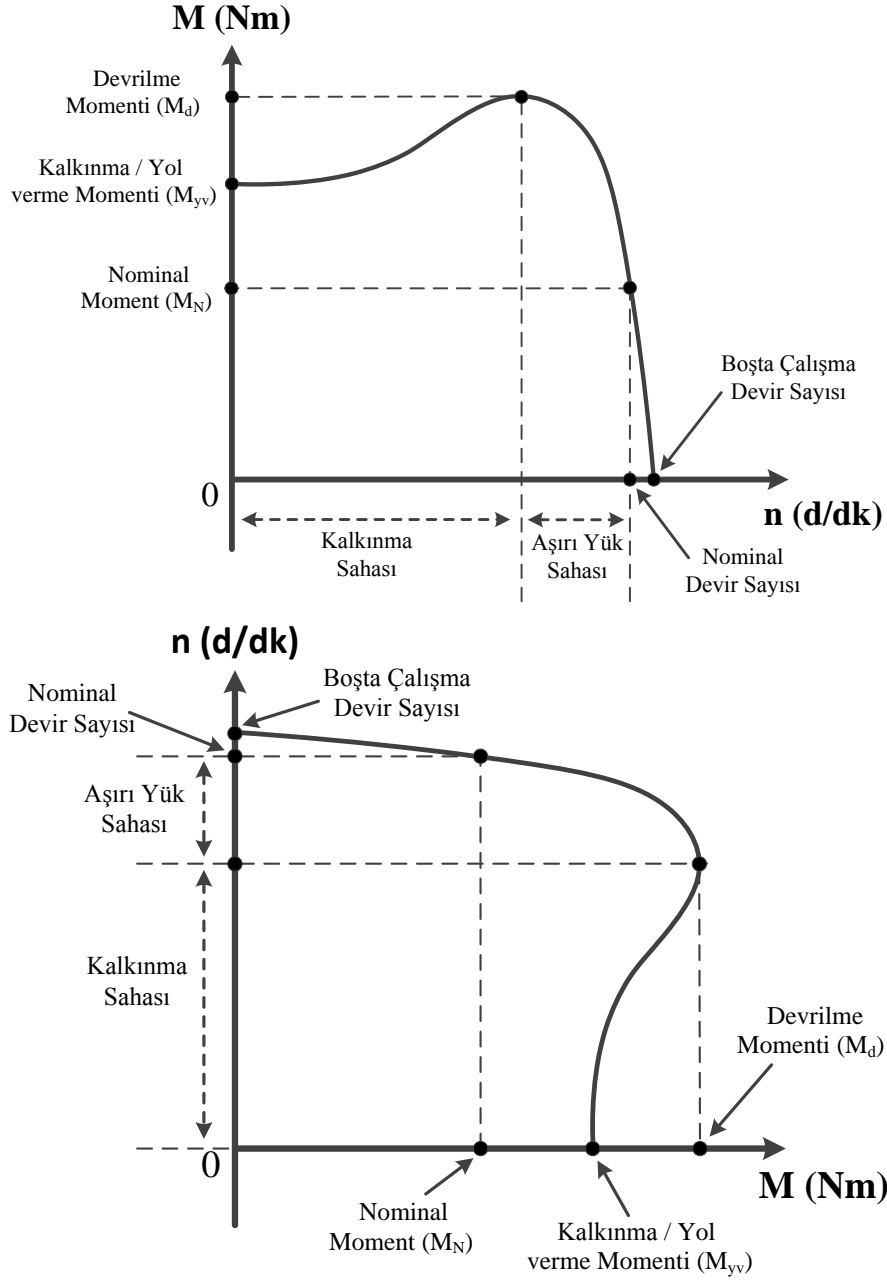 M (Nm)
Devrilme
Momenti (Md)
Kalkınma / Yol
verme Momenti (Myv)
Nominal
Moment (MN)
Boşta Çalışma
Devir Sayısı
0
n (d/dk)
Kalkınma
Sahası
Aşırı Yük
Sahası
Nominal
Devir Sayısı
n (d/dk)
Nominal
Devir Sayısı
Boşta Çalışma
Devir Sayısı
Aşırı Yük
Sahası
Kalkınma
Sahası
Devrilme
Momenti (Md)
0
M (Nm)
Nominal
Moment (MN)
Kalkınma / Yol
verme Momenti (Myv)